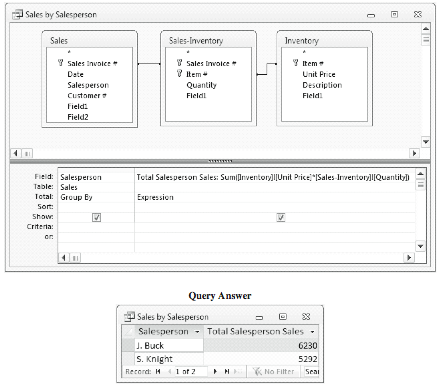 Sales by Salesperson
Sales
*
Sales Invoice #
Date
Salesperson
Customer #
Field1
Field2
Sales-Inventory
*
Sales Invoice #
Item #
Quantity
Field1
Inventory
*
Item #
Unit Price
Description
Field1
Field: Salesperson Total Salesperson Sales: Sum([Inventory]![Unit Price]*[Sales-Inventory]![Quantity])
Table: Sales
Total: Group By Expression
Sort:
Show:
Criteria:
or:
Query Answer
Sales by Salesperson
Salesperson Total Salesperson Sales
J. Buck 6230
S. Knight 5292
Record: 1 of 2 No Filter Sear